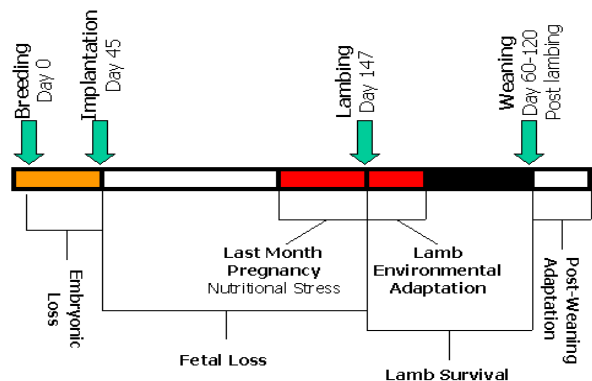 Breeding
Day 0
Implantation
Day 45
Lambing
Day 147
Weaning
Day 60-120
Post lambing
Embryonic
Loss
Last Month
Pregnancy
Nutritional Stress
Lamb
Environmental
Adaptation
Post-Weaning
Adaptation
Fetal Loss
Lamb Survival